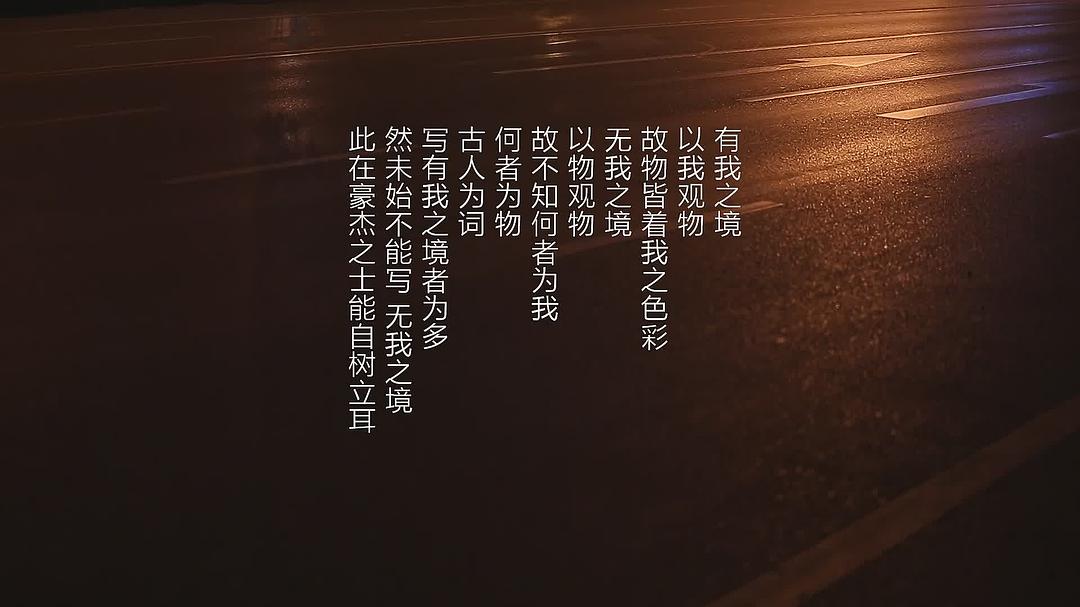 有我之境
以我观物
故物皆着我之色彩
无我之境
以物观物
故不知何者为我
何者为物
古人为词
写有我之境者为多
然未始不能写 无我之境
此在豪杰之士能自树立耳